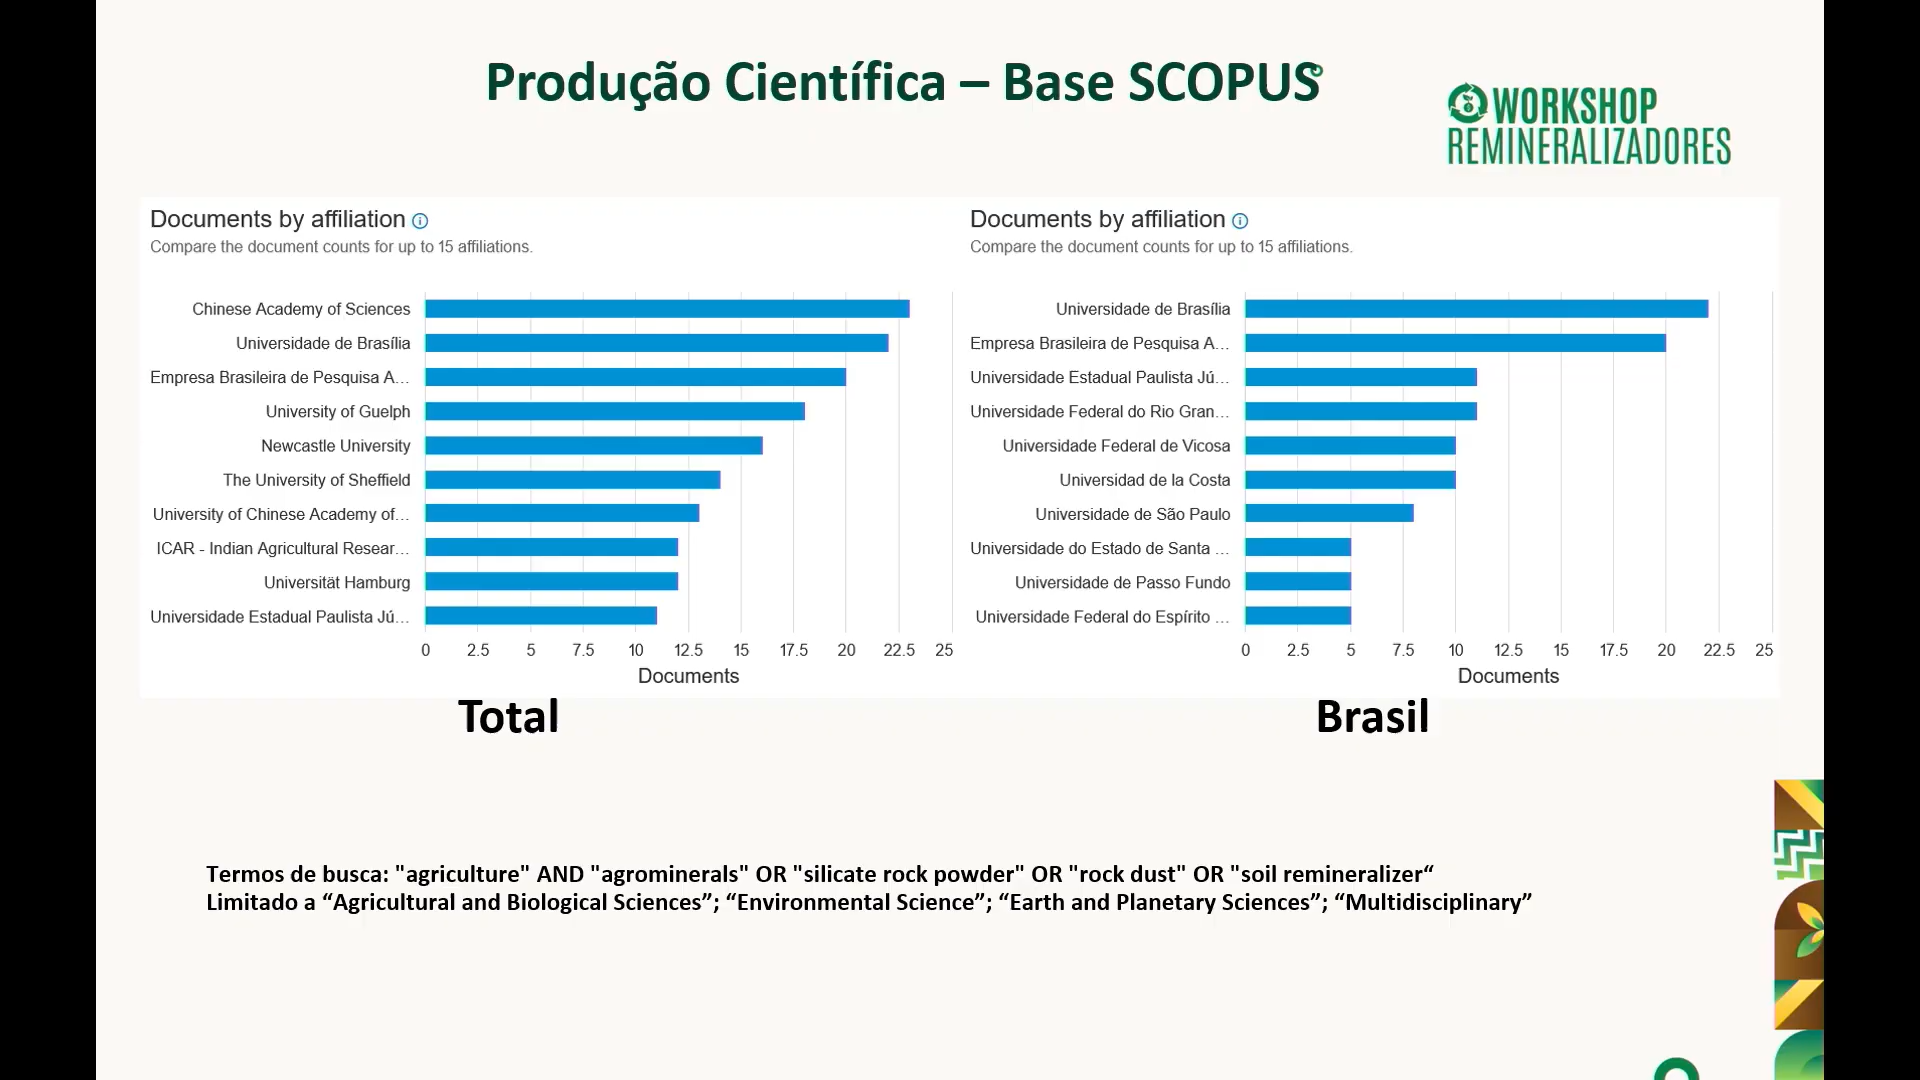 Produção Científica – Base SCOPUS
WORKSHOP
REMINERALIZADORES
Documents by affiliation
Compare the document counts for up to 15 affiliations.
Chinese Academy of Sciences
Universidade de Brasília
Empresa Brasileira de Pesquisa A...
University of Guelph
Newcastle University
The University of Sheffield
University of Chinese Academy of...
ICAR - Indian Agricultural Resear...
Universität Hamburg
Universidade Estadual Paulista Jú...
0 2.5 5 7.5 10 12.5 15 17.5 20 22.5 25
Documents
Total
Documents by affiliation
Compare the document counts for up to 15 affiliations.
Universidade de Brasília
Empresa Brasileira de Pesquisa A...
Universidade Estadual Paulista Jú...
Universidade Federal do Rio Gran...
Universidade Federal de Vicosa
Universidad de la Costa
Universidade de São Paulo
Universidade do Estado de Santa ...
Universidade de Passo Fundo
Universidade Federal do Espírito ...
0 2.5 5 7.5 10 12.5 15 17.5 20 22.5 25
Documents
Brasil
Termos de busca: "agriculture" AND "agrominerals" OR "silicate rock powder" OR "rock dust" OR "soil remineralizer“
Limitado a “Agricultural and Biological Sciences”; “Environmental Science”; “Earth and Planetary Sciences”; “Multidisciplinary”